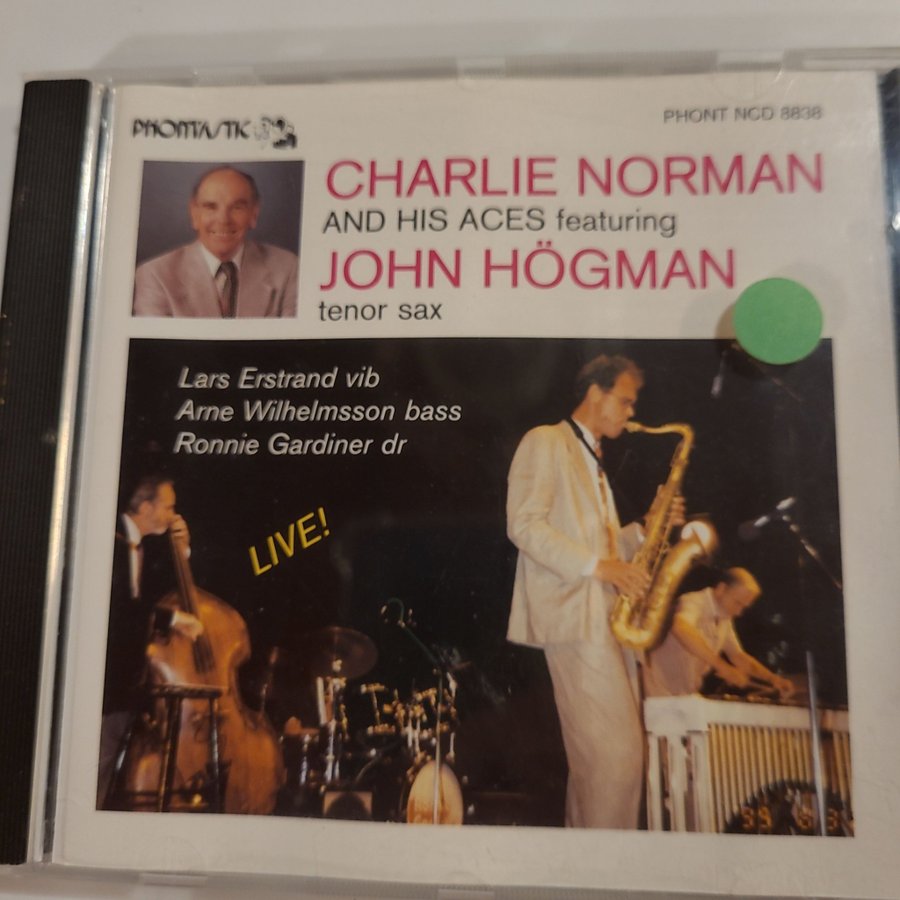 PHONTASTIC
PHONT NCD 8838
CHARLIE NORMAN
AND HIS ACES featuring
JOHN HÖGMAN
tenor sax
Lars Erstrand vib
Arne Wilhelmsson bass
Ronnie Gardiner dr
LIVE!